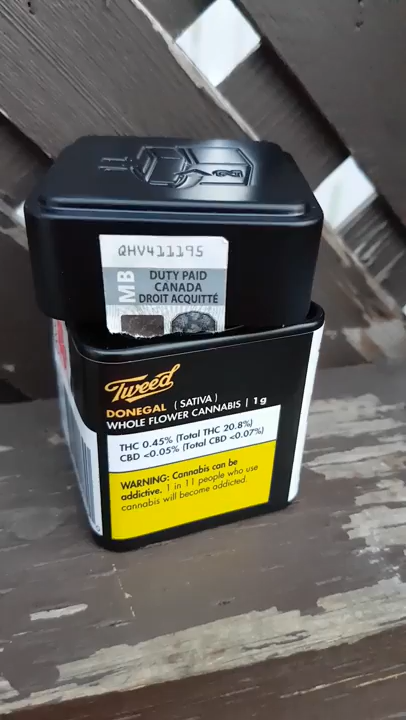 QHV411195
MB
DUTY PAID
CANADA
DROIT ACQUITTÉ
Tweed
DONEGAL (SATIVA)
WHOLE FLOWER CANNABIS | 1 g
THC 0.45% (Total THC 20.8%)
CBD <0.05% (Total CBD <0.07%)
WARNING: Cannabis can be
addictive. 1 in 11 people who use
cannabis will become addicted.